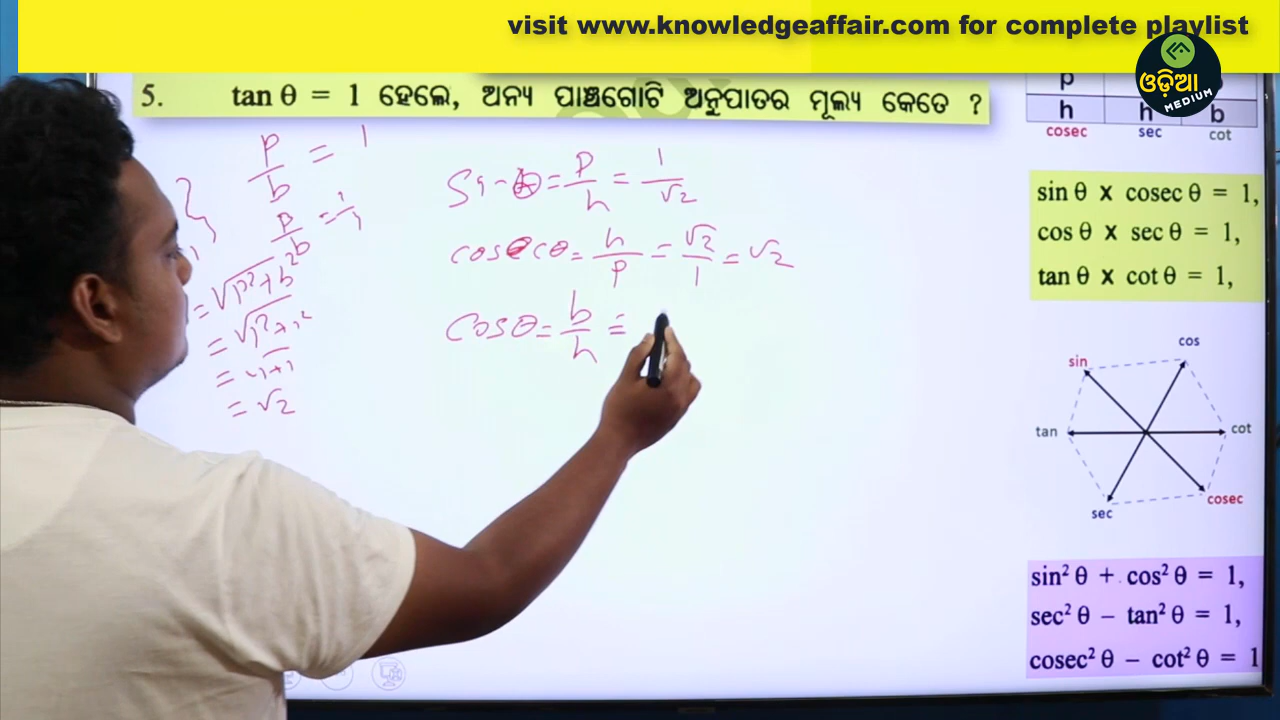 visit www.knowledgeaffair.com for complete playlist
ଓଡ଼ିଆ
MEDIUM
5. tan θ = 1 ହେଲେ, ଅନ୍ୟ ପାଞ୍ଚଗୋଟି ଅନୁପାତର ମୂଲ୍ୟ କେତେ ?
p
h h b
cosec sec cot
p/b = 1
p/b = 1/1
= √p²+b²
= √1²+1²
= √1+1
= √2
Sinθ = p/h = 1/√2
cosecθ = h/p = √2/1 = √2
cosθ = b/h =
sin θ x cosec θ = 1,
cos θ x sec θ = 1,
tan θ x cot θ = 1,
cos
sin
tan
cot
cosec
sec
sin² θ + cos² θ = 1,
sec² θ – tan² θ = 1,
cosec² θ – cot² θ = 1